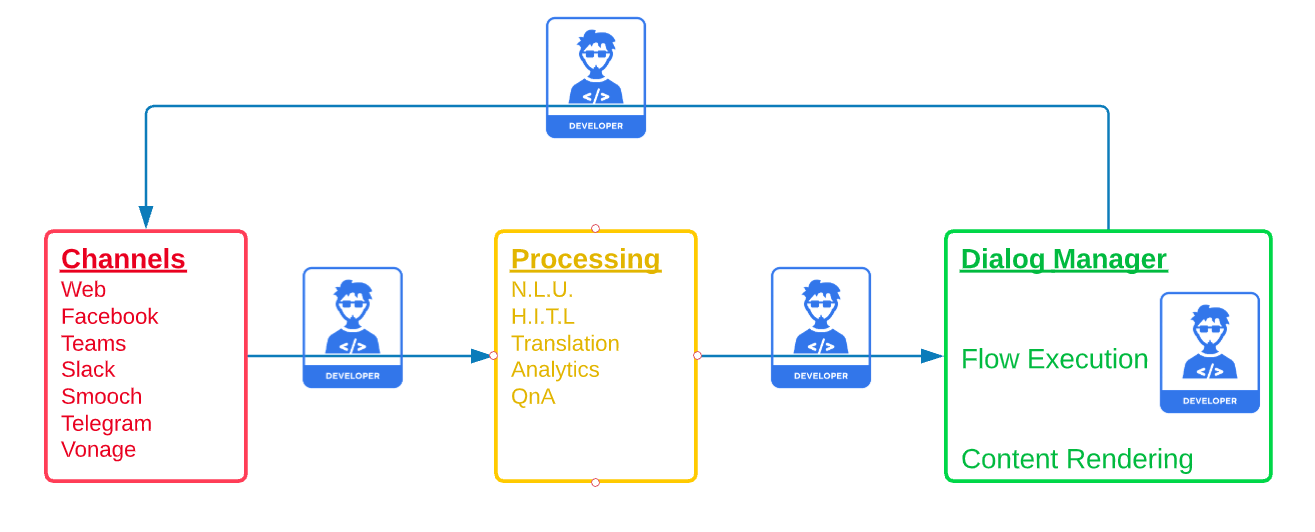 DEVELOPER
Channels
Web
Facebook
Teams
Slack
Smooch
Telegram
Vonage
</>
DEVELOPER
Processing
N.L.U.
H.I.T.L
Translation
Analytics
QnA
</>
DEVELOPER
Dialog Manager
Flow Execution
</>
DEVELOPER
Content Rendering